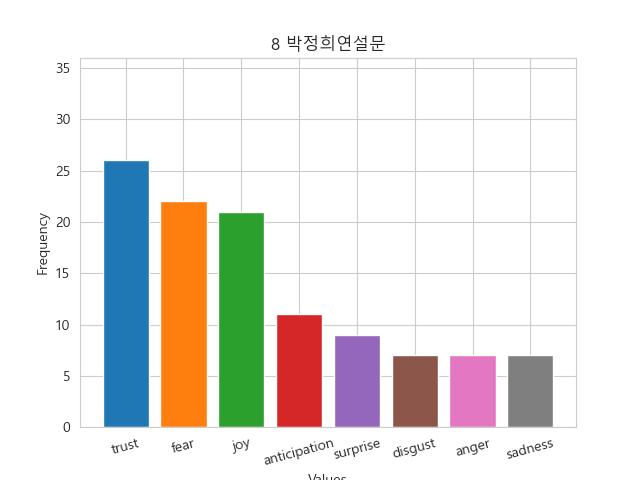 8 박정희연설문
35
30
25
20
15
10
5
0
Frequency
trust fear joy anticipation surprise disgust anger sadness
Values